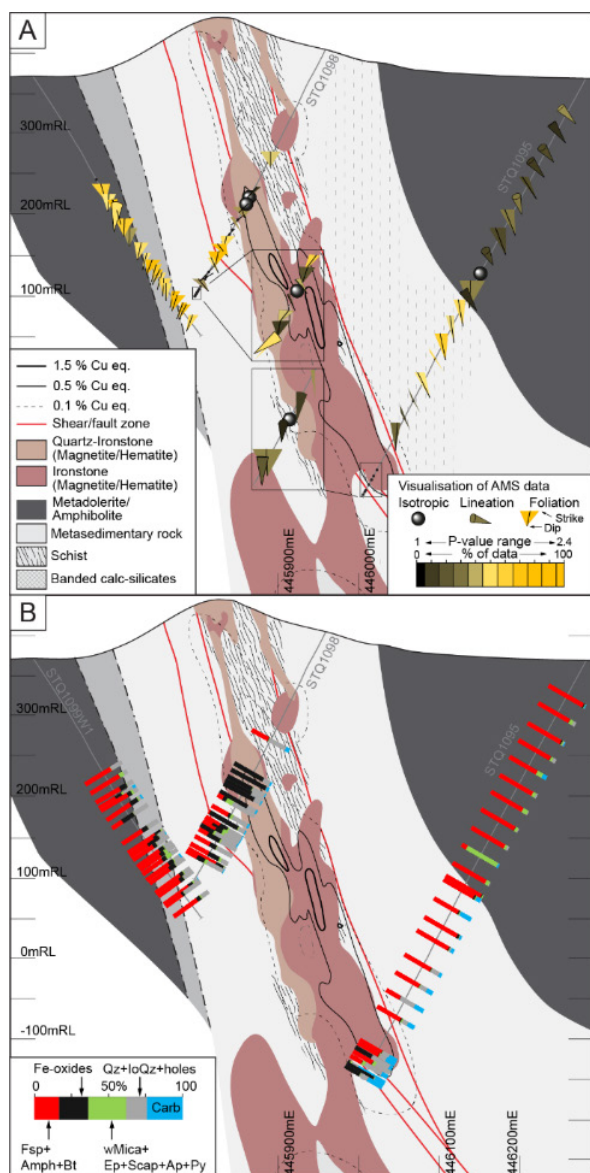 A
STQ1098
STQ1095
300mRL
200mRL
100mRL
1.5 % Cu eq.
0.5 % Cu eq.
0.1 % Cu eq.
Shear/fault zone
Quartz-Ironstone
(Magnetite/Hematite)
Ironstone
(Magnetite/Hematite)
Metadolerite/
Amphibolite
Metasedimentary rock
Schist
Banded calc-silicates
445900mE
446000mE
Visualisation of AMS data
Isotropic Lineation Foliation
Strike
Dip
1 P-value range 2.4
0 % of data 100
B
STQ1098
STQ1099W1
STQ1095
300mRL
200mRL
100mRL
0mRL
-100mRL
Fe-oxides Qz+IoQz+holes
0 50% 100
Carb
Fsp+
Amph+Bt
wMica+
Ep+Scap+Ap+Py
445900mE
446100mE
446200mE